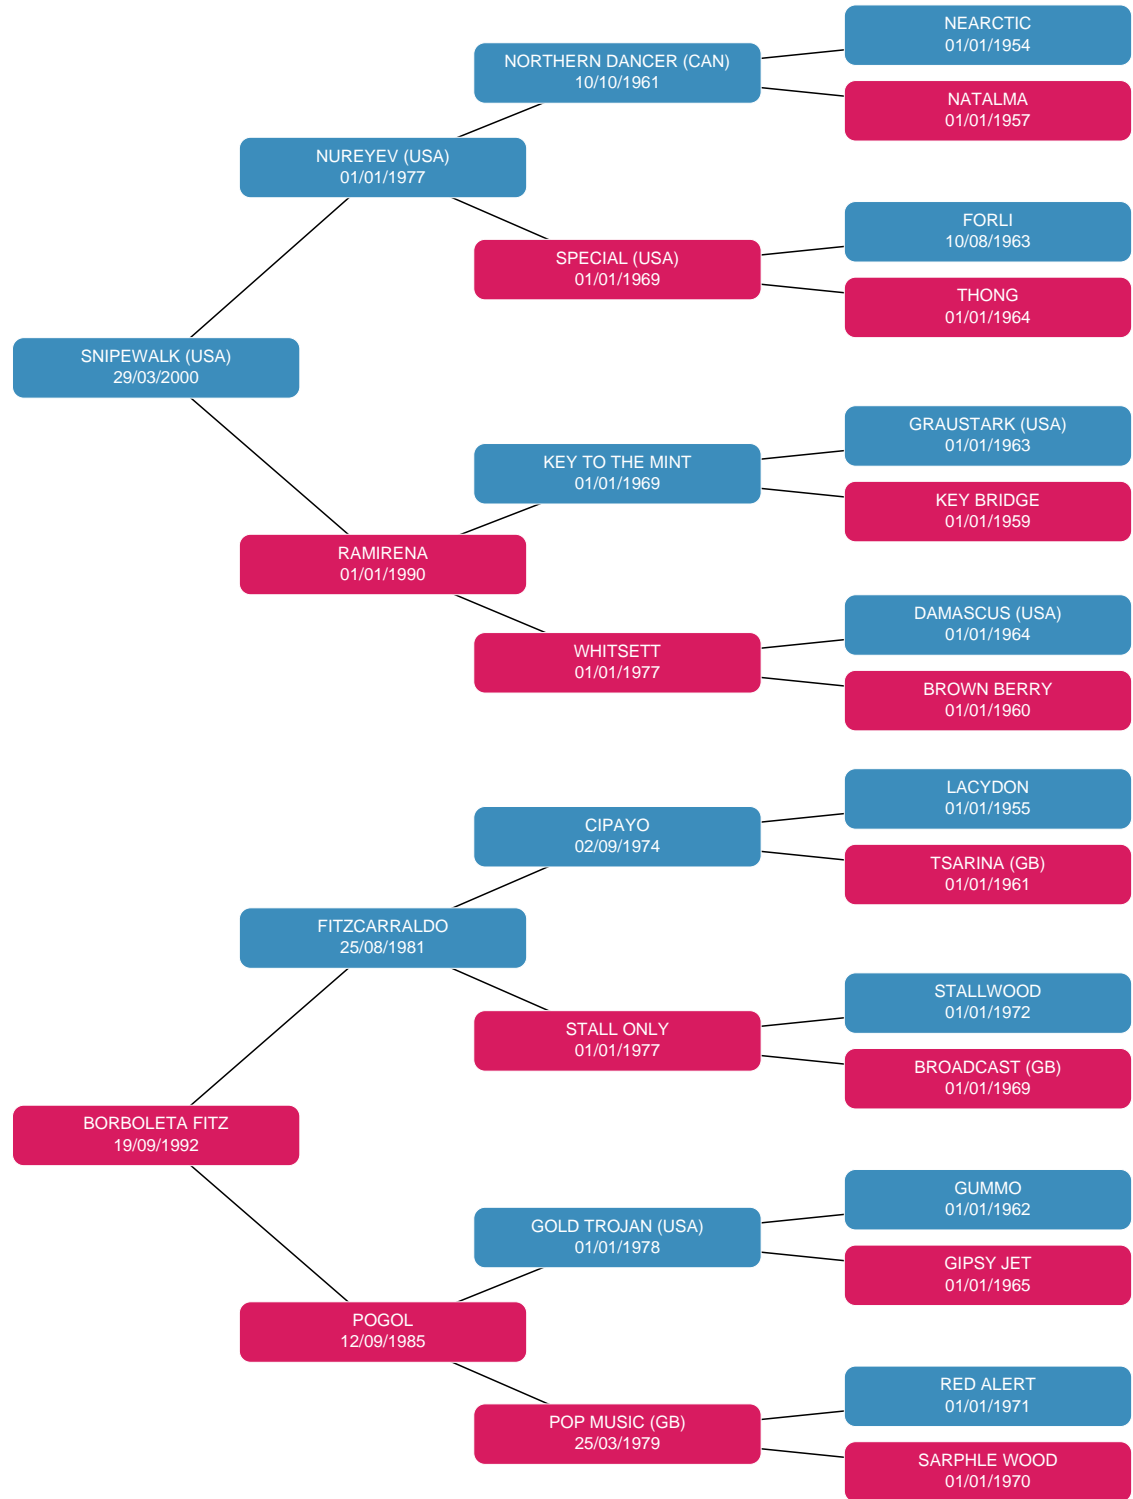 NEARCTIC
01/01/1954
NORTHERN DANCER (CAN)
10/10/1961
NATALMA
01/01/1957
NUREYEV (USA)
01/01/1977
FORLI
10/08/1963
SPECIAL (USA)
01/01/1969
THONG
01/01/1964
SNIPEWALK (USA)
29/03/2000
GRAUSTARK (USA)
01/01/1963
KEY TO THE MINT
01/01/1969
KEY BRIDGE
01/01/1959
RAMIRENA
01/01/1990
DAMASCUS (USA)
01/01/1964
WHITSETT
01/01/1977
BROWN BERRY
01/01/1960
LACYDON
01/01/1955
CIPAYO
02/09/1974
TSARINA (GB)
01/01/1961
FITZCARRALDO
25/08/1981
STALLWOOD
01/01/1972
STALL ONLY
01/01/1977
BROADCAST (GB)
01/01/1969
BORBOLETA FITZ
19/09/1992
GUMMO
01/01/1962
GOLD TROJAN (USA)
01/01/1978
GIPSY JET
01/01/1965
POGOL
12/09/1985
RED ALERT
01/01/1971
POP MUSIC (GB)
25/03/1979
SARPHLE WOOD
01/01/1970